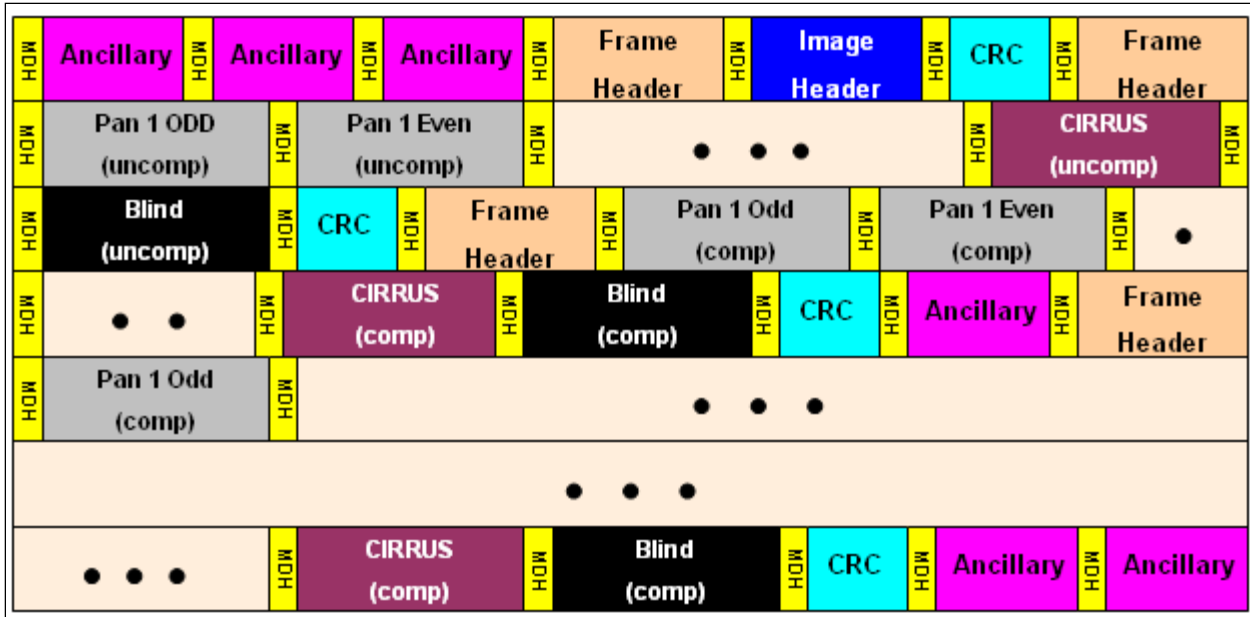 MDH Ancillary MDH Ancillary MDH Ancillary MDH Frame Header MDH Image Header MDH CRC MDH Frame Header
MDH Pan 1 ODD (uncomp) MDH Pan 1 Even (uncomp) MDH • • • MDH CIRRUS (uncomp) MDH
MDH Blind (uncomp) MDH CRC MDH Frame Header MDH Pan 1 Odd (comp) MDH Pan 1 Even (comp) MDH •
MDH • • MDH CIRRUS (comp) MDH Blind (comp) MDH CRC MDH Ancillary MDH Frame Header
MDH Pan 1 Odd (comp) MDH • • •
• • •
• • • MDH CIRRUS (comp) MDH Blind (comp) MDH CRC MDH Ancillary MDH Ancillary